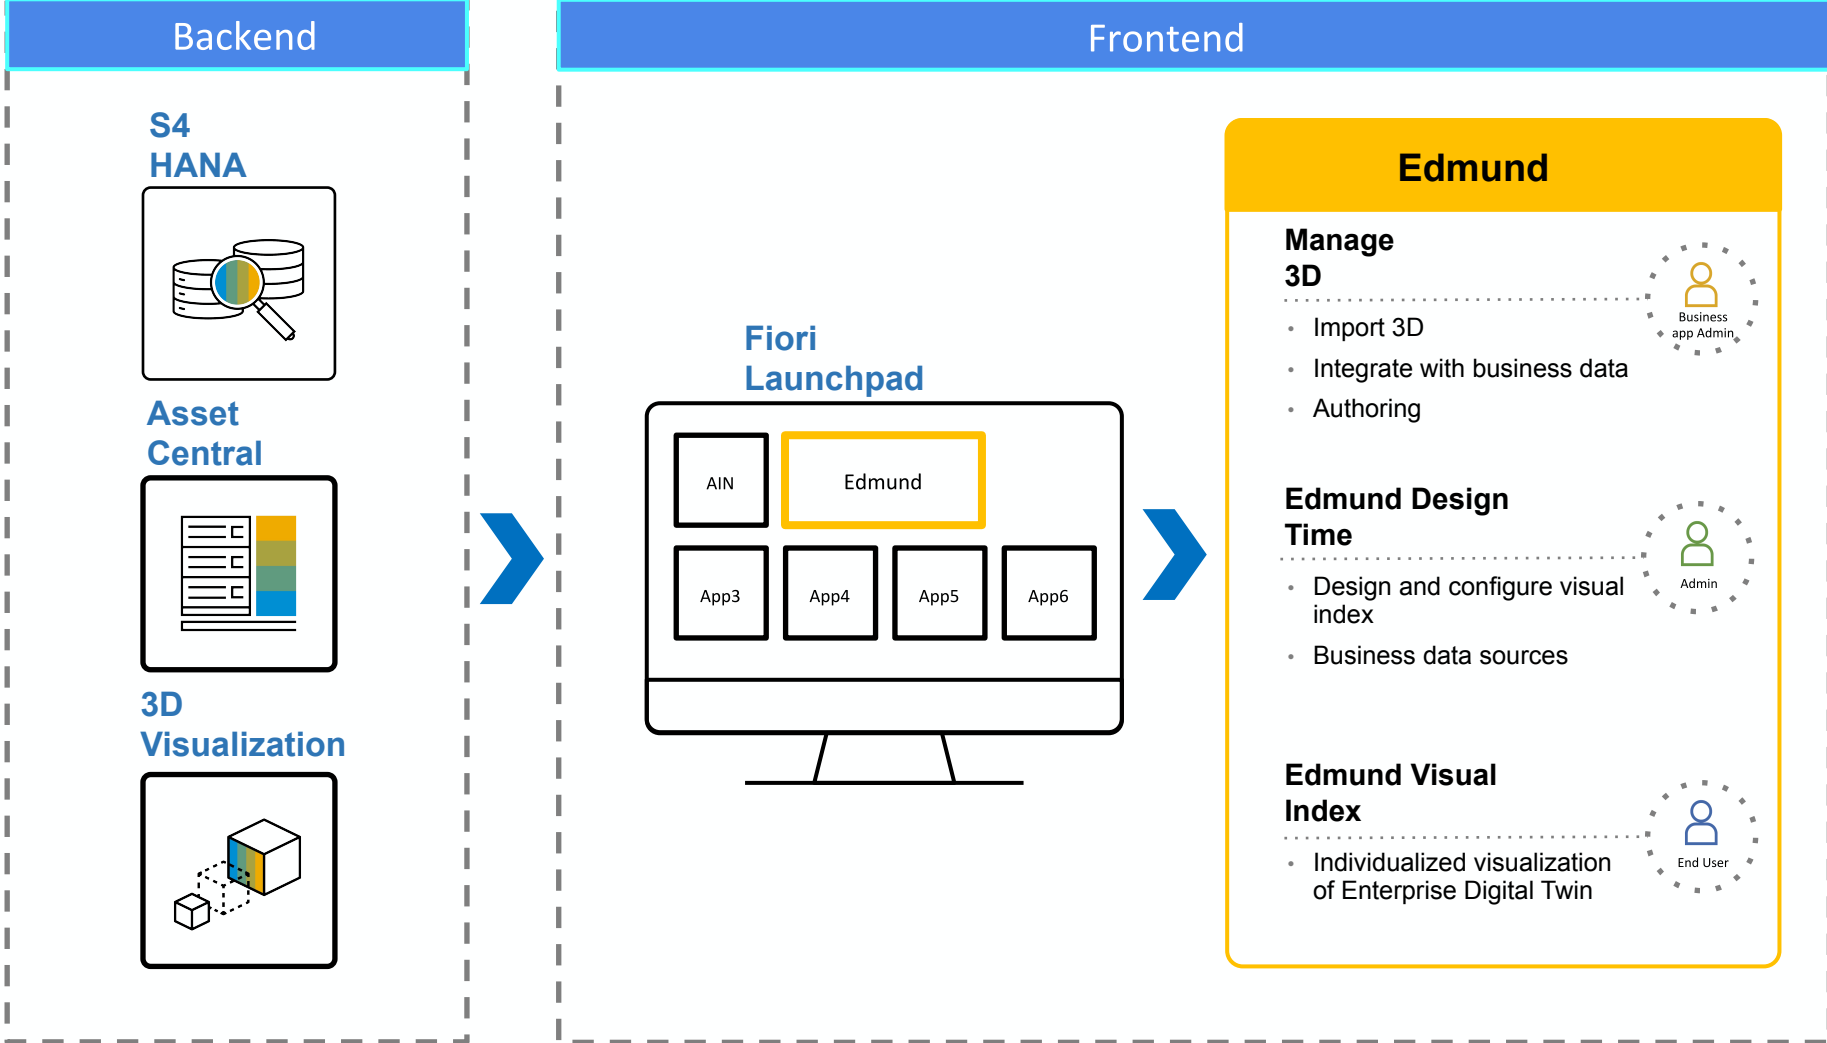 Backend
Frontend
S4
HANA
Asset
Central
3D
Visualization
Fiori
Launchpad
AIN
Edmund
App3
App4
App5
App6
Edmund
Manage
3D
Business
app Admin
• Import 3D
• Integrate with business data
• Authoring
Edmund Design
Time
Admin
• Design and configure visual
index
• Business data sources
Edmund Visual
Index
End User
• Individualized visualization
of Enterprise Digital Twin